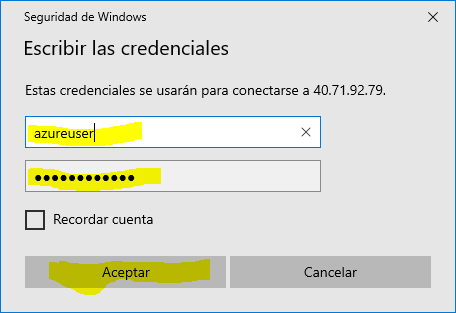 Seguridad de Windows
Escribir las credenciales
Estas credenciales se usarán para conectarse a 40.71.92.79.
azureuser
●●●●●●●●●●●●
Recordar cuenta
Aceptar
Cancelar